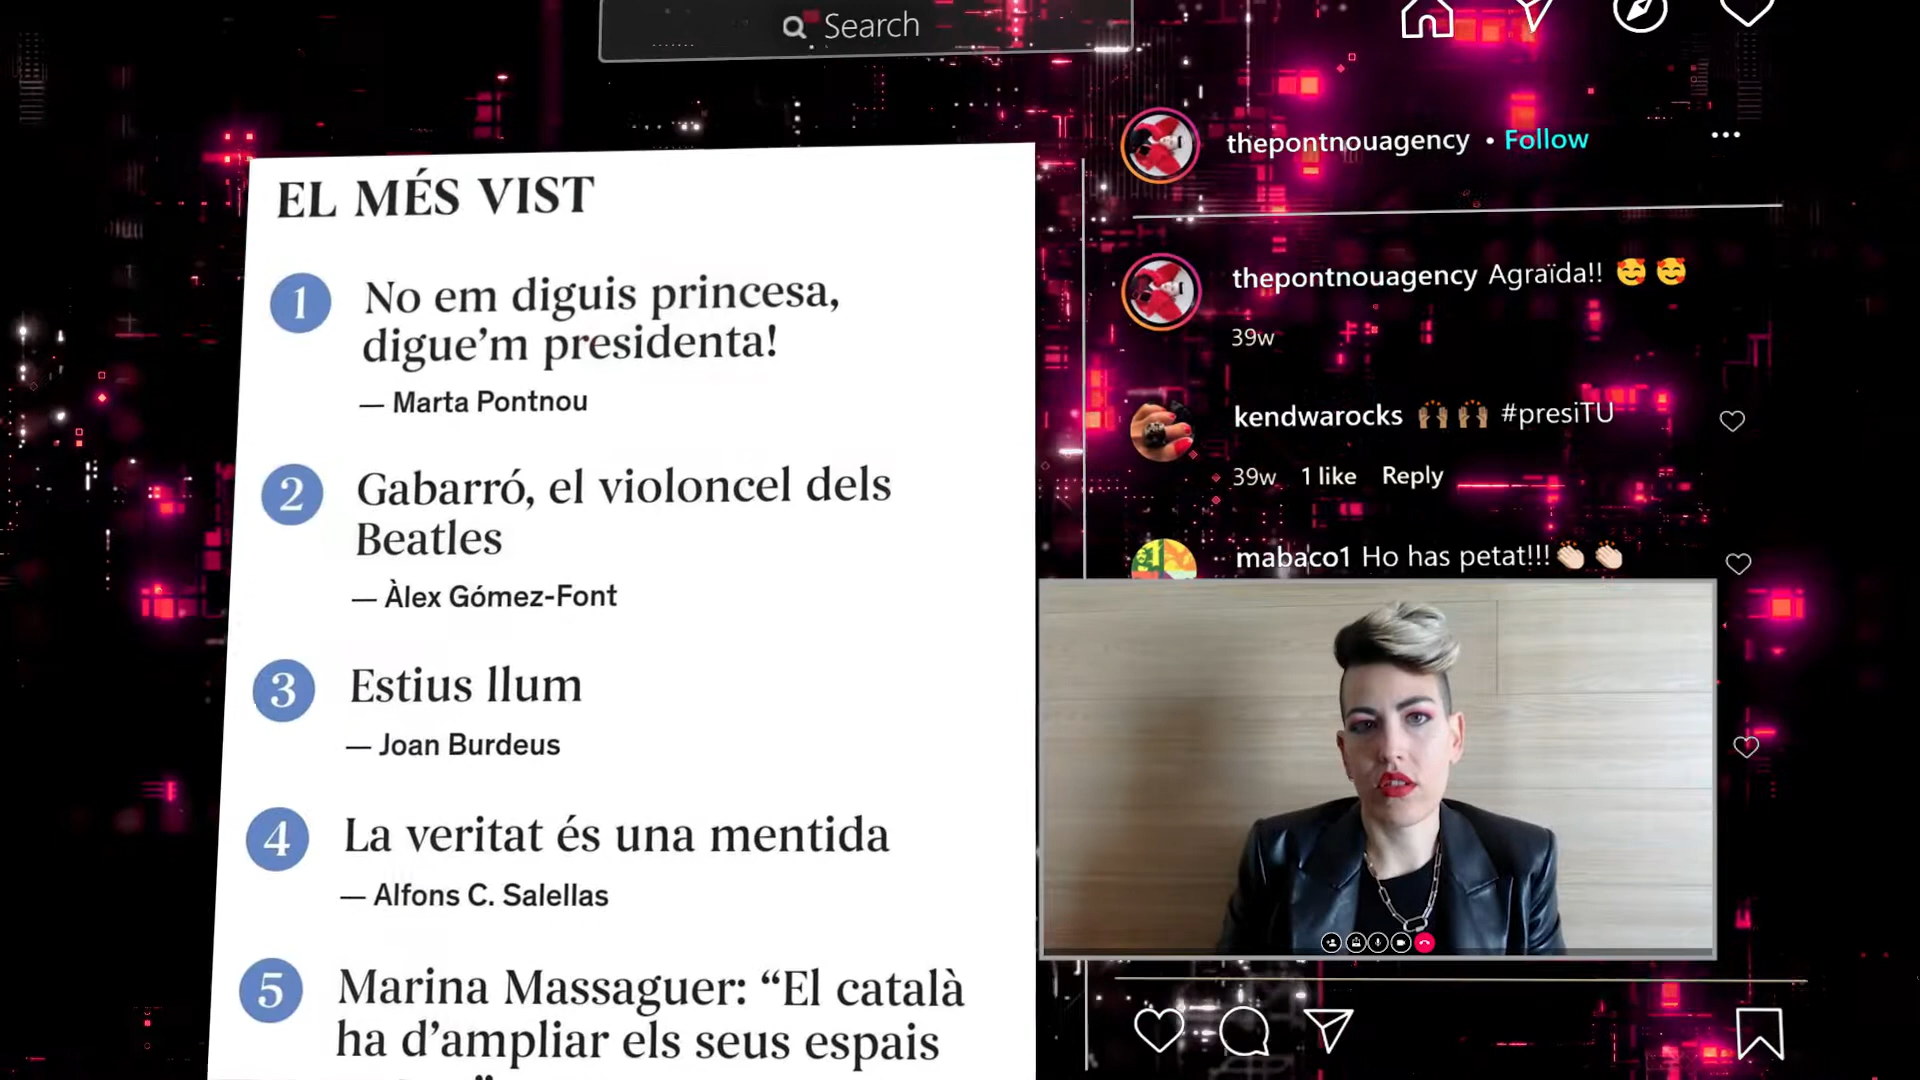 Search
EL MÉS VIST
1
No em diguis princesa,
digue’m presidenta!
— Marta Pontnou
2
Gabarró, el violoncel dels
Beatles
— Àlex Gómez-Font
3
Estius llum
— Joan Burdeus
4
La veritat és una mentida
— Alfons C. Salellas
5
Marina Massaguer: “El català
ha d’ampliar els seus espais
thepontnouagency • Follow
thepontnouagency Agraïda!! 🥰 🥰
39w
kendwarocks 🙌🏽 🙌🏽 #presiTU
39w 1 like Reply
mabaco1 Ho has petat!!! 👏🏻 👏🏻